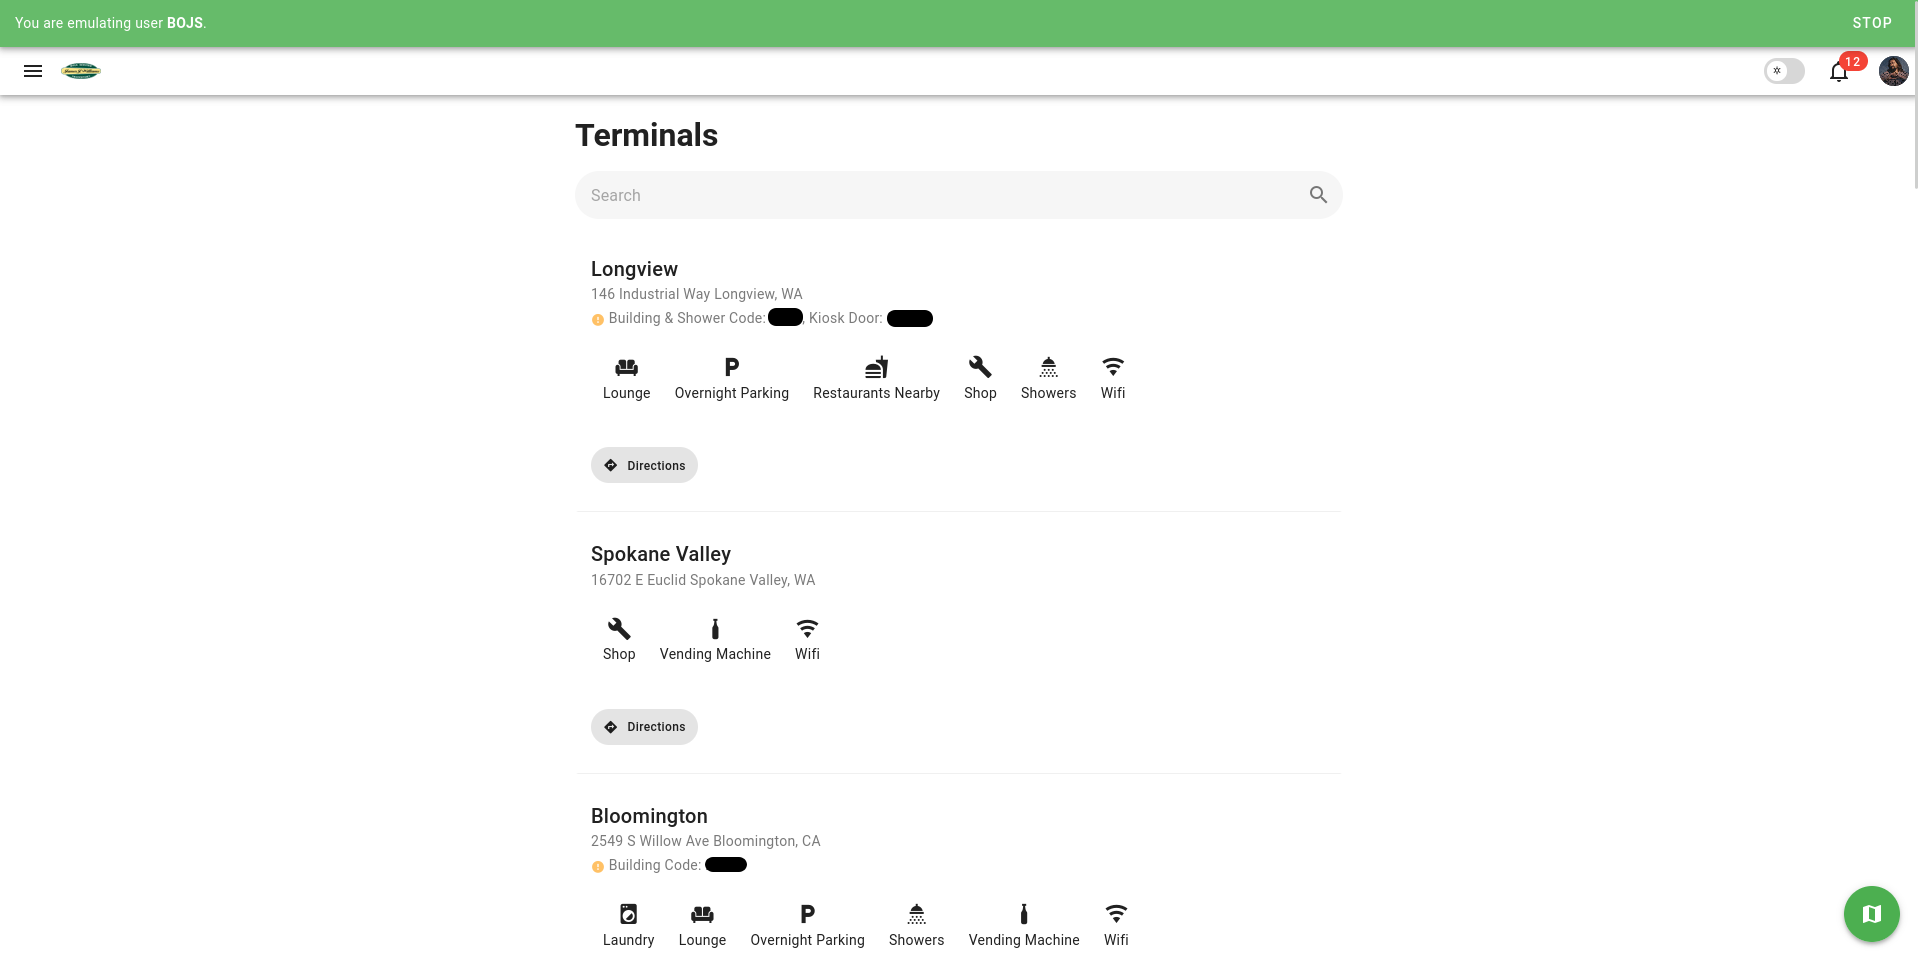 You are emulating user BOJS.
STOP
12
Terminals
Search
Longview
146 Industrial Way Longview, WA
Building & Shower Code: , Kiosk Door:
Lounge Overnight Parking Restaurants Nearby Shop Showers Wifi
Directions
Spokane Valley
16702 E Euclid Spokane Valley, WA
Shop Vending Machine Wifi
Directions
Bloomington
2549 S Willow Ave Bloomington, CA
Building Code:
Laundry Lounge Overnight Parking Showers Vending Machine Wifi